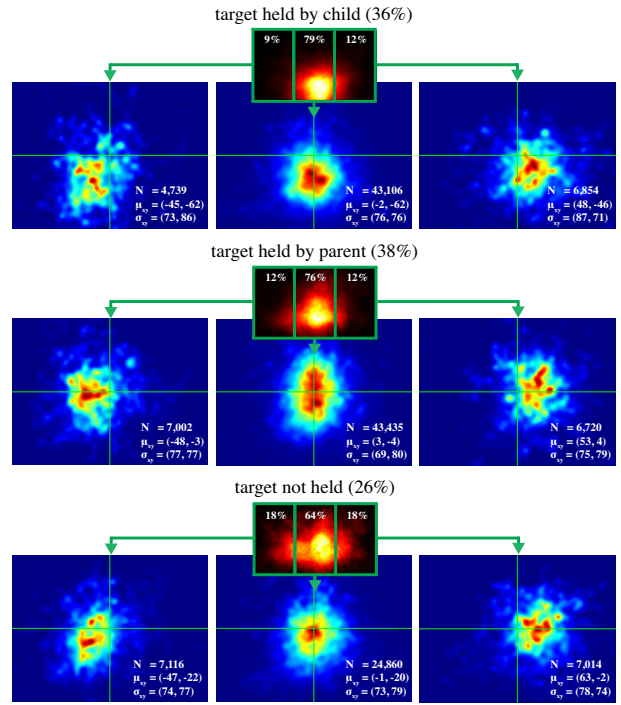 target held by child (36%)
9% 79% 12%
N = 4,739
μxy = (-45, -62)
σxy = (73, 86)
N = 43,106
μxy = (-2, -62)
σxy = (76, 76)
N = 6,854
μxy = (48, -46)
σxy = (87, 71)
target held by parent (38%)
12% 76% 12%
N = 7,002
μxy = (-48, -3)
σxy = (77, 77)
N = 43,435
μxy = (3, -4)
σxy = (69, 80)
N = 6,720
μxy = (53, 4)
σxy = (75, 79)
target not held (26%)
18% 64% 18%
N = 7,116
μxy = (-47, -22)
σxy = (74, 77)
N = 24,860
μxy = (-1, -20)
σxy = (73, 79)
N = 7,014
μxy = (63, -2)
σxy = (78, 74)